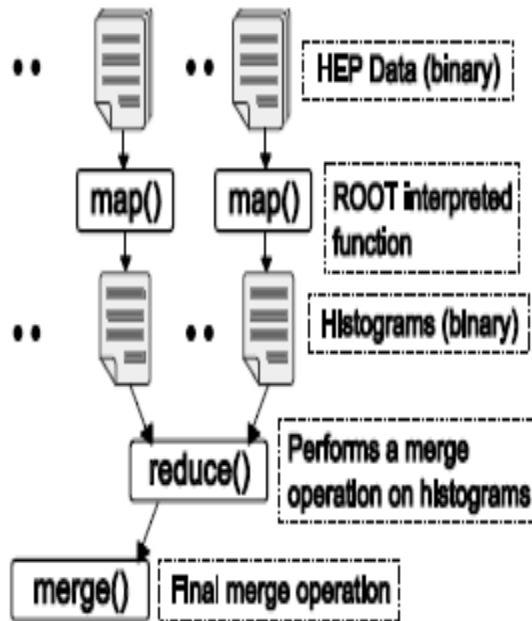 HEP Data (binary)
map()
map()
ROOT interpreted
function
Histograms (binary)
reduce()
Performs a merge
operation on histograms
merge()
Final merge operation